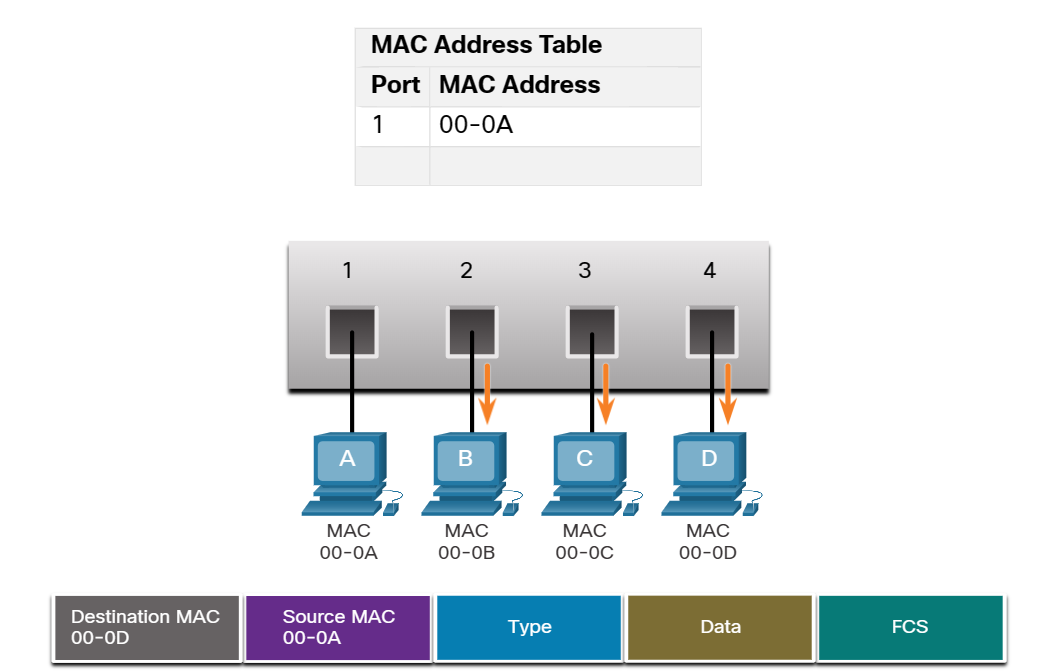 MAC Address Table
Port MAC Address
1 00-0A
1 2 3 4
A B C D
MAC MAC MAC MAC
00-0A 00-0B 00-0C 00-0D
Destination MAC
00-0D
Source MAC
00-0A
Type
Data
FCS